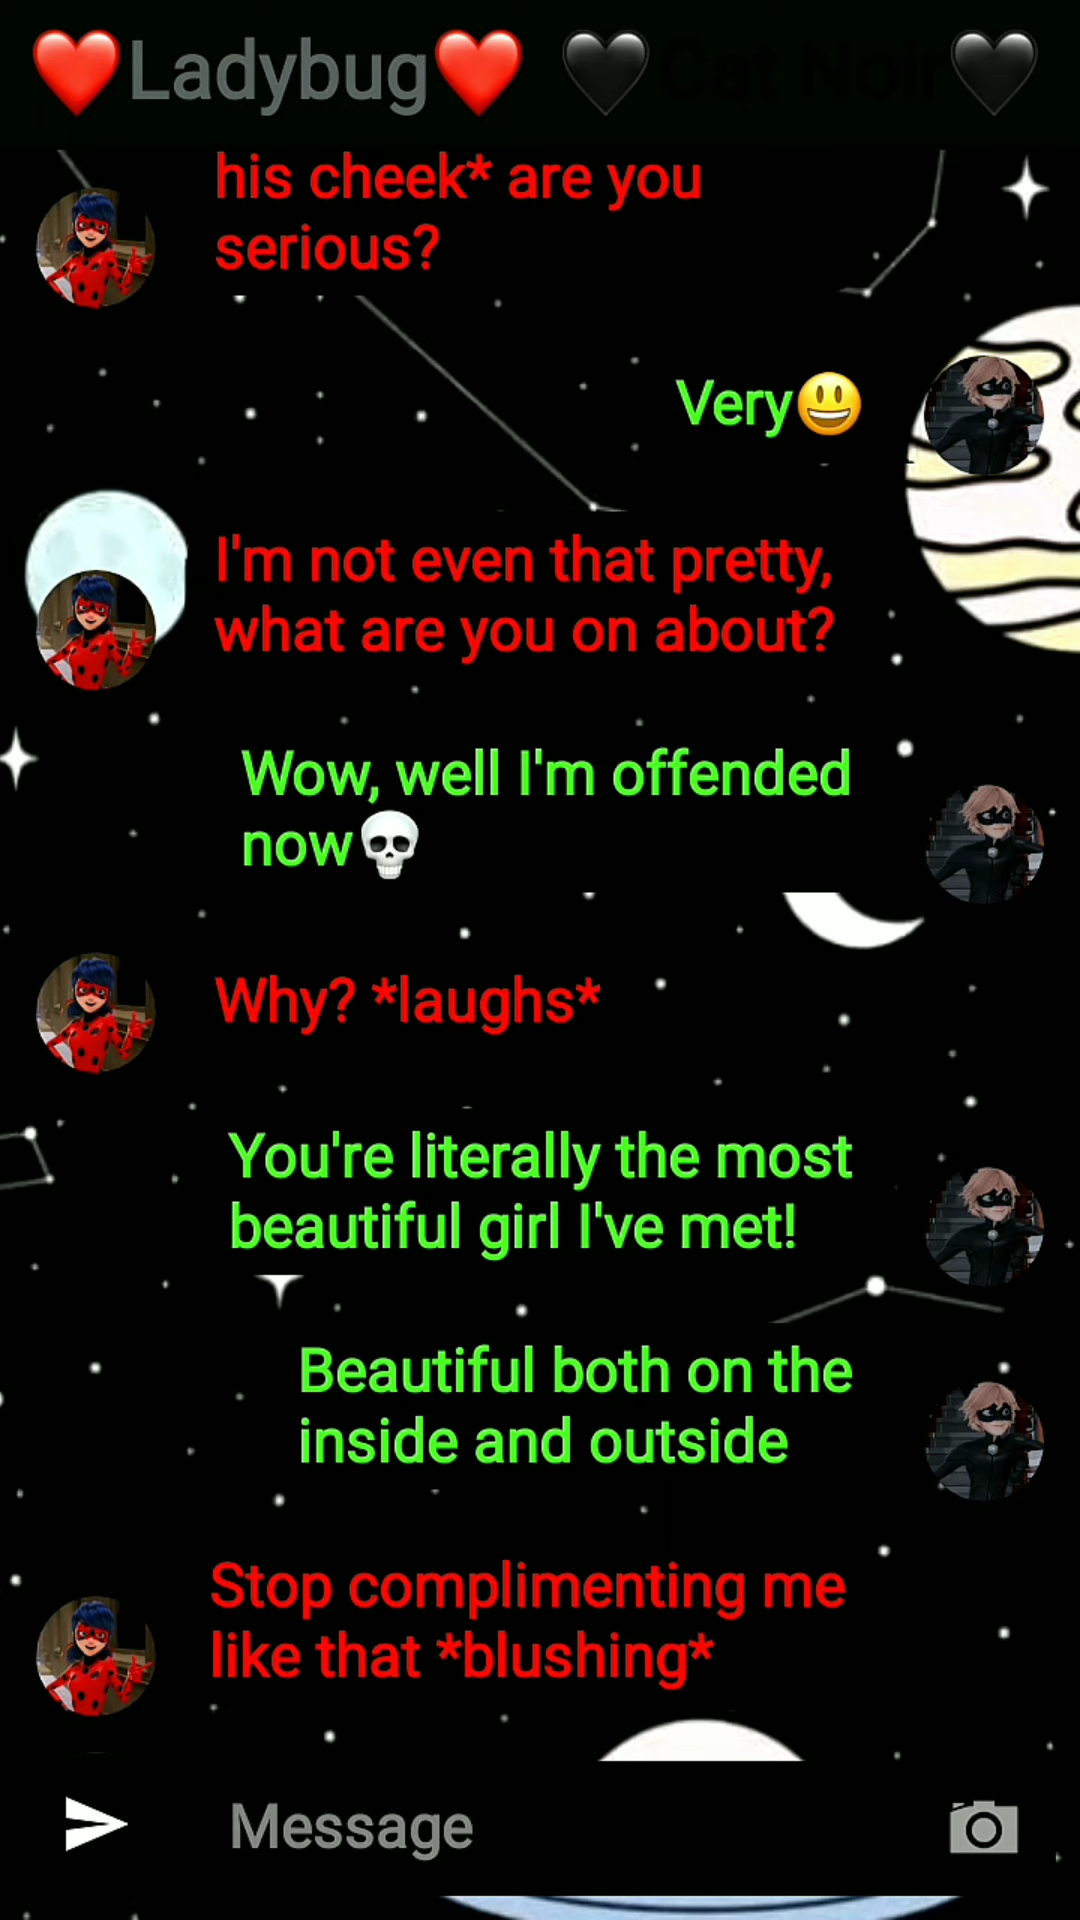 ❤️Ladybug❤️ 🖤Cat Noir🖤
his cheek* are you
serious?
Very😃
I'm not even that pretty,
what are you on about?
Wow, well I'm offended
now💀
Why? *laughs*
You're literally the most
beautiful girl I've met!
Beautiful both on the
inside and outside
Stop complimenting me
like that *blushing*
Message